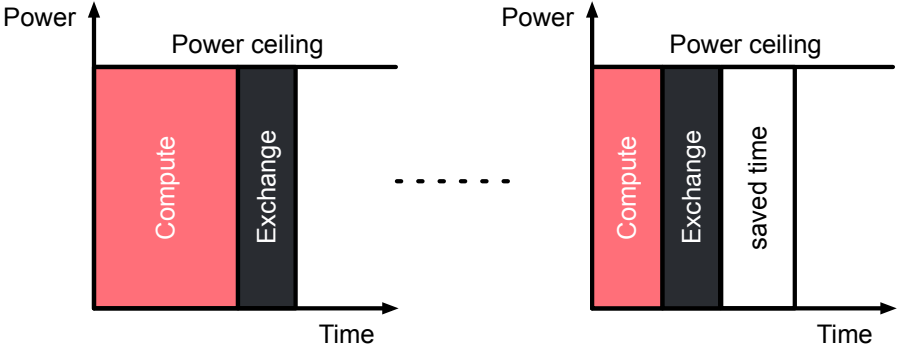 Power
Power ceiling
Compute
Exchange
Time
Power
Power ceiling
Compute
Exchange
saved time
Time